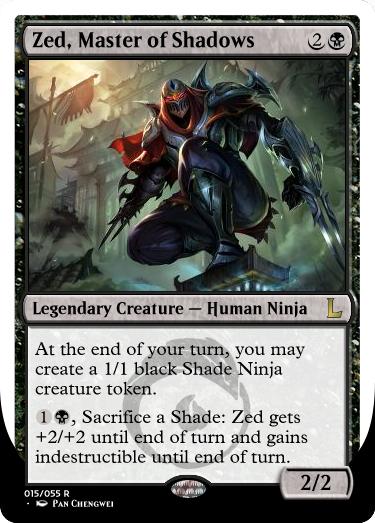 Zed, Master of Shadows 2
Legendary Creature — Human Ninja L
At the end of your turn, you may
create a 1/1 black Shade Ninja
creature token.
1, Sacrifice a Shade: Zed gets
+2/+2 until end of turn and gains
indestructible until end of turn.
2/2
015/055 R
· Pan Chengwei